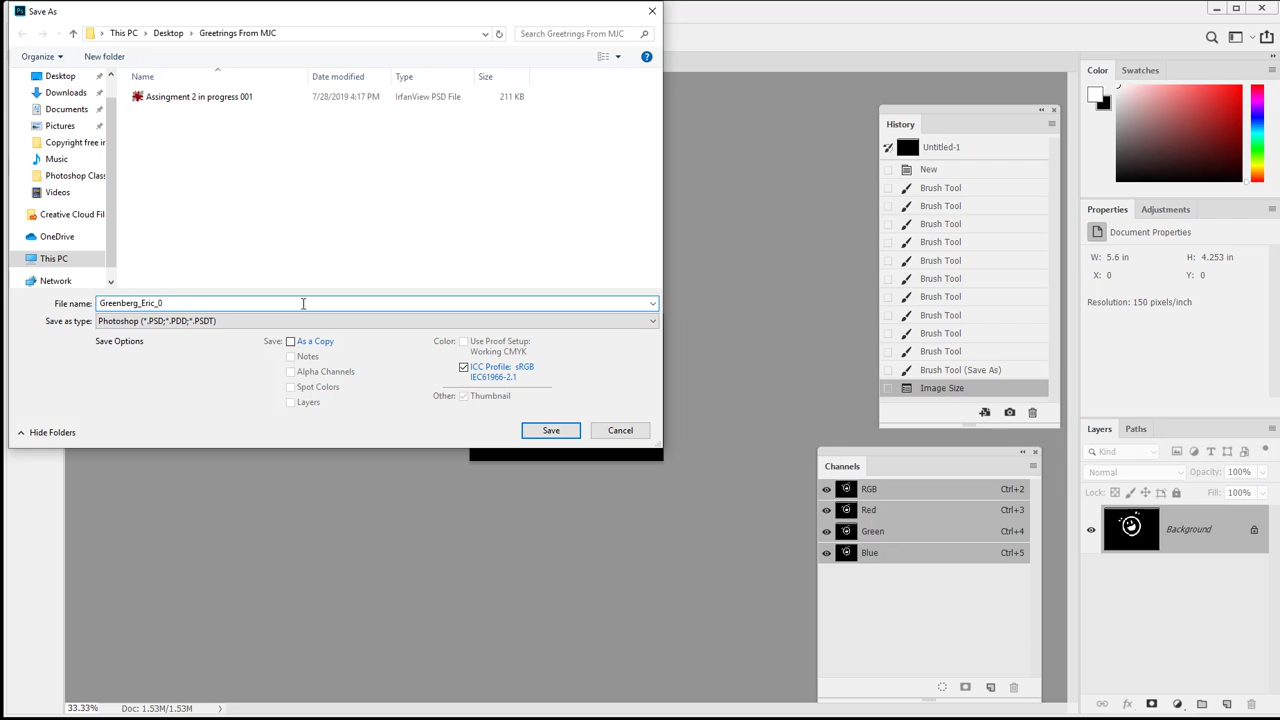 Ps Save As
This PC > Desktop > Greetings From MJC
Search Greetings From MJC
Organize New folder
Name Date modified Type Size
Assingment 2 in progress 001 7/28/2019 4:17 PM IrfanView PSD File 211 KB
Desktop
Downloads
Documents
Pictures
Copyright free in
Music
Photoshop Class
Videos
Creative Cloud Fil
OneDrive
This PC
Network
File name: Greenberg_Eric_0
Save as type: Photoshop (*.PSD;*.PDD;*.PSDT)
Save Options
Save: As a Copy
Notes
Alpha Channels
Spot Colors
Layers
Color: Use Proof Setup:
Working CMYK
ICC Profile: sRGB
IEC61966-2.1
Other: Thumbnail
Hide Folders
Save Cancel
History
Untitled-1
New
Brush Tool
Brush Tool
Brush Tool
Brush Tool
Brush Tool
Brush Tool
Brush Tool
Brush Tool
Brush Tool
Brush Tool
Brush Tool (Save As)
Image Size
Channels
RGB Ctrl+2
Red Ctrl+3
Green Ctrl+4
Blue Ctrl+5
Color Swatches
Properties Adjustments
Document Properties
W: 5.6 in H: 4.253 in
X: 0 Y: 0
Resolution: 150 pixels/inch
Layers Paths
Kind
Normal Opacity: 100%
Lock: Fill: 100%
Background
fx
33.33% Doc: 1.53M/1.53M